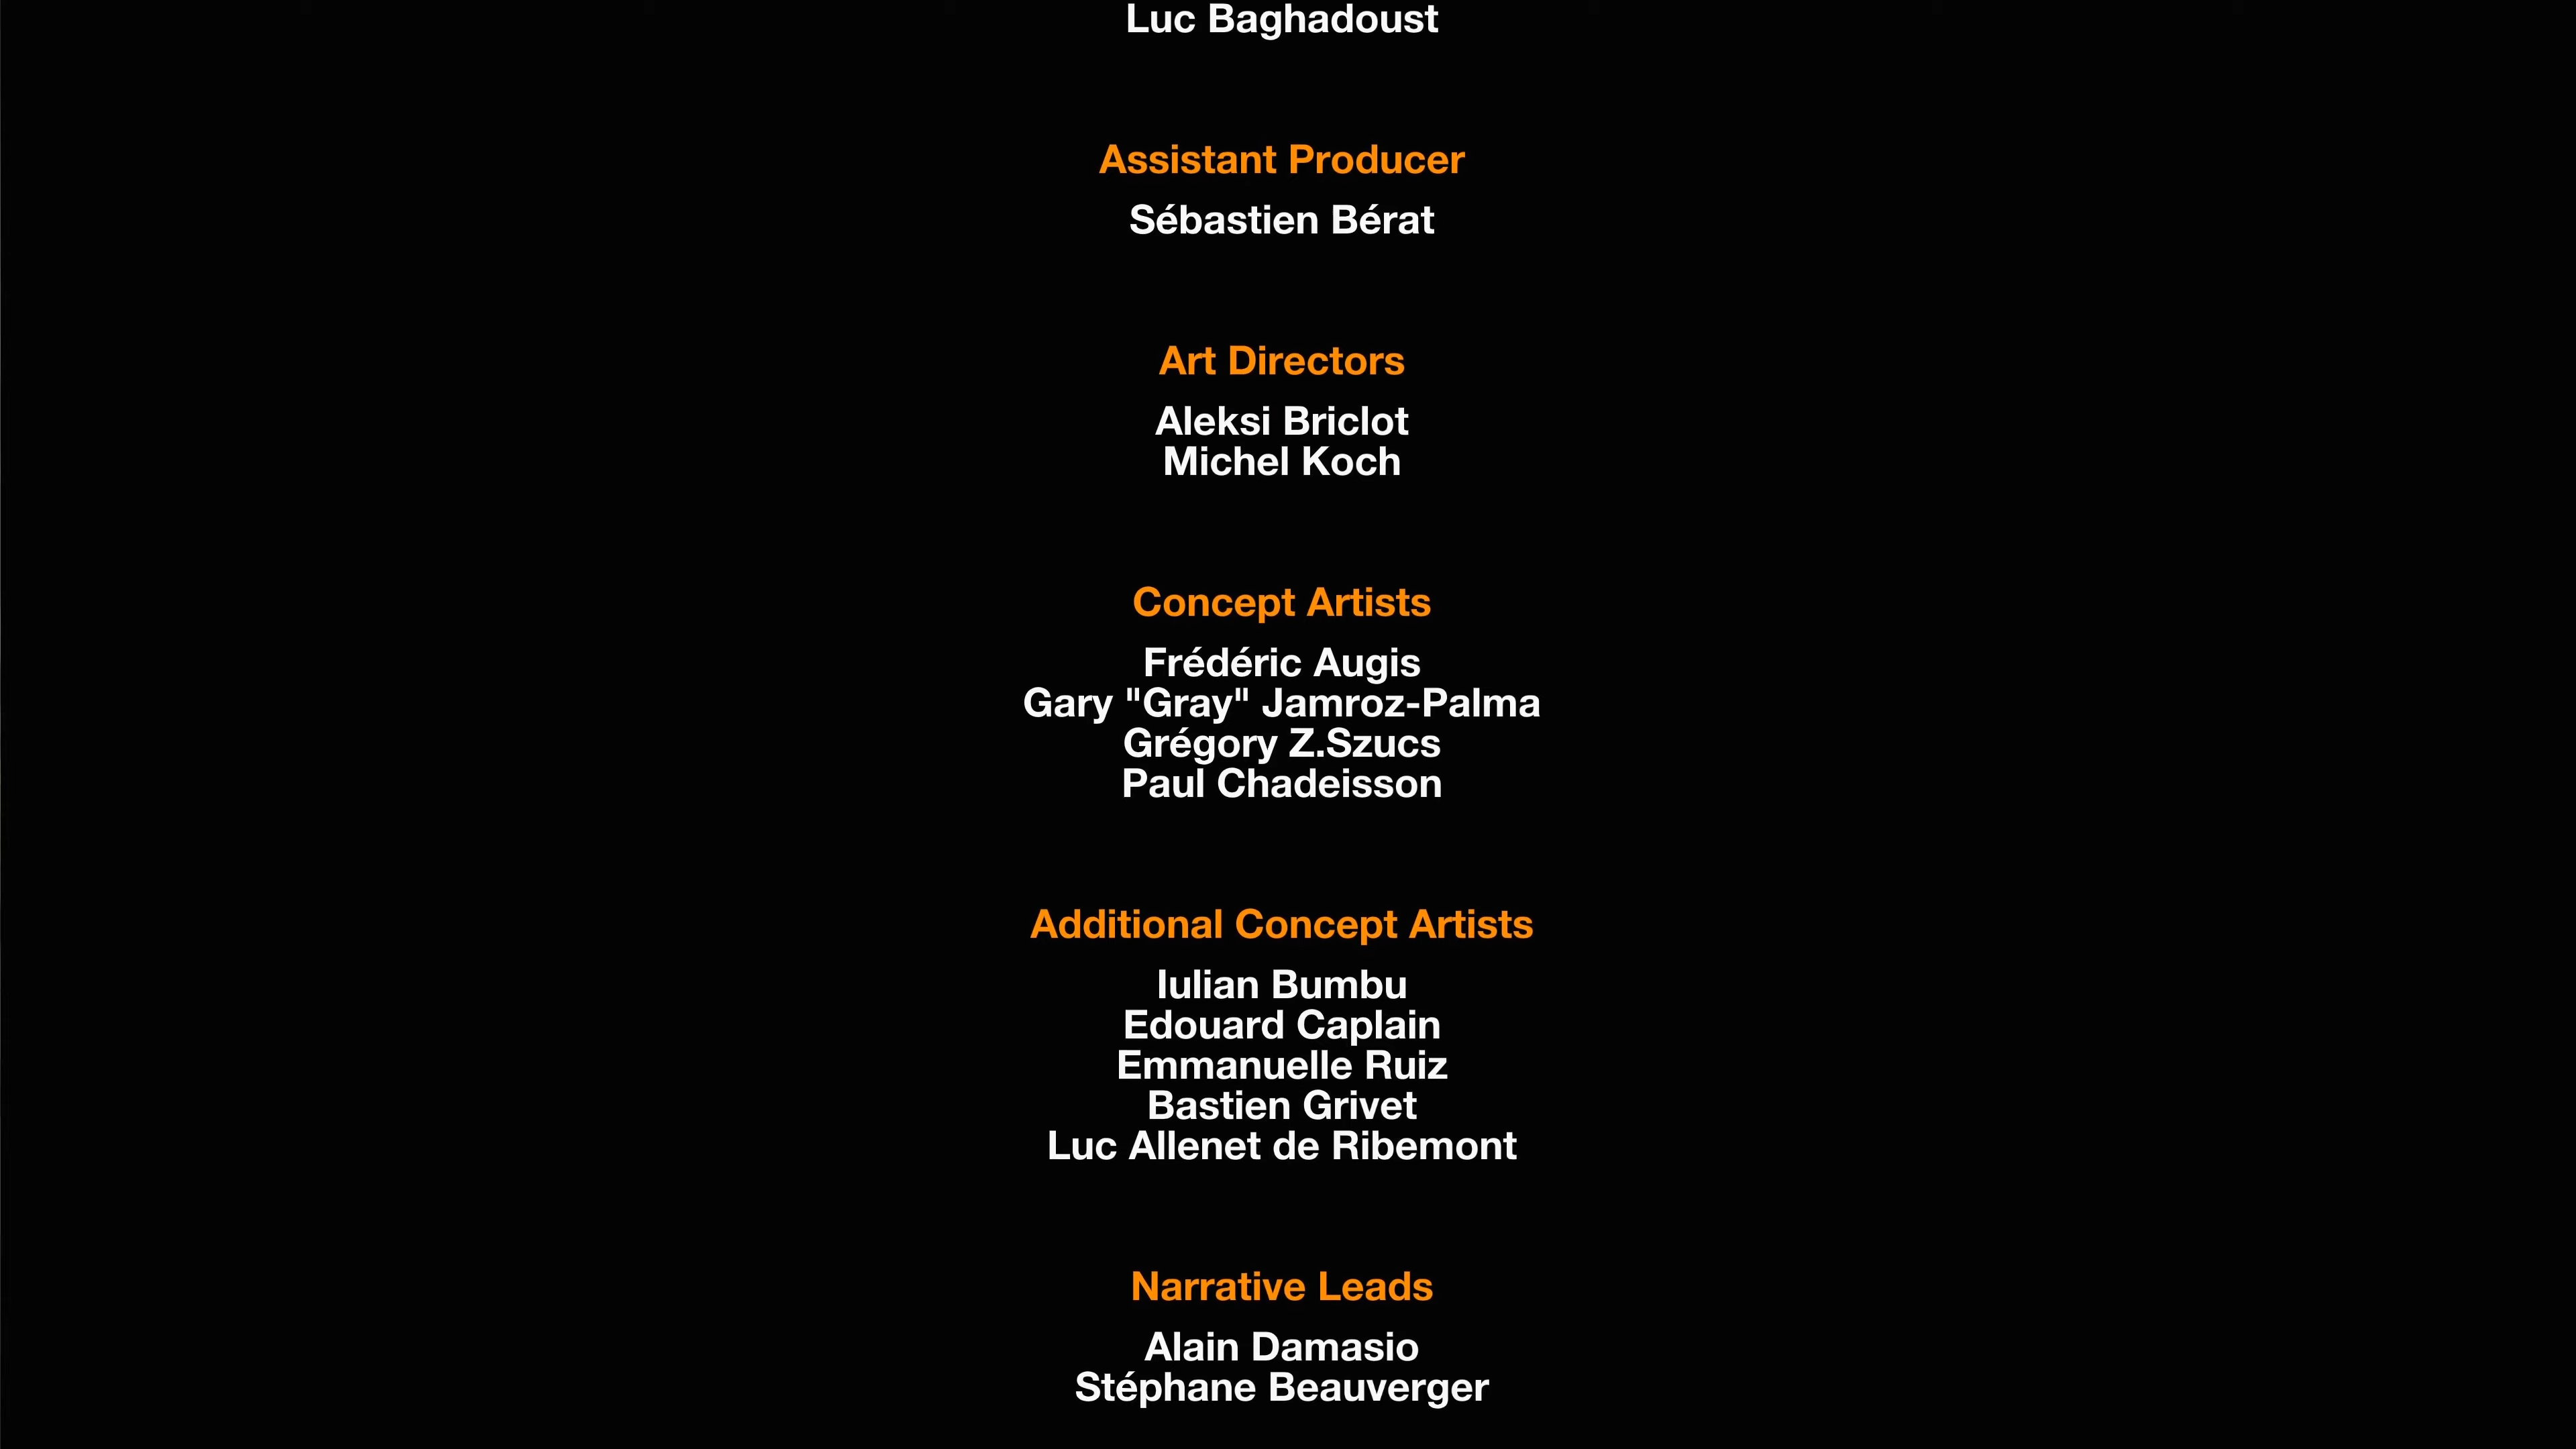 Luc Baghadoust
Assistant Producer
Sébastien Bérat
Art Directors
Aleksi Briclot
Michel Koch
Concept Artists
Frédéric Augis
Gary "Gray" Jamroz-Palma
Grégory Z.Szucs
Paul Chadeisson
Additional Concept Artists
Iulian Bumbu
Edouard Caplain
Emmanuelle Ruiz
Bastien Grivet
Luc Allenet de Ribemont
Narrative Leads
Alain Damasio
Stéphane Beauverger